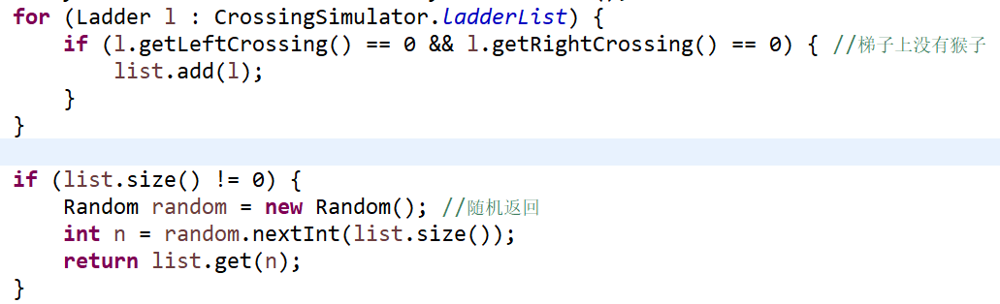 for (Ladder l : CrossingSimulator.ladderList) {
    if (l.getLeftCrossing() == 0 && l.getRightCrossing() == 0) { //梯子上没有猴子
        list.add(l);
    }
}

if (list.size() != 0) {
    Random random = new Random(); //随机返回
    int n = random.nextInt(list.size());
    return list.get(n);
}